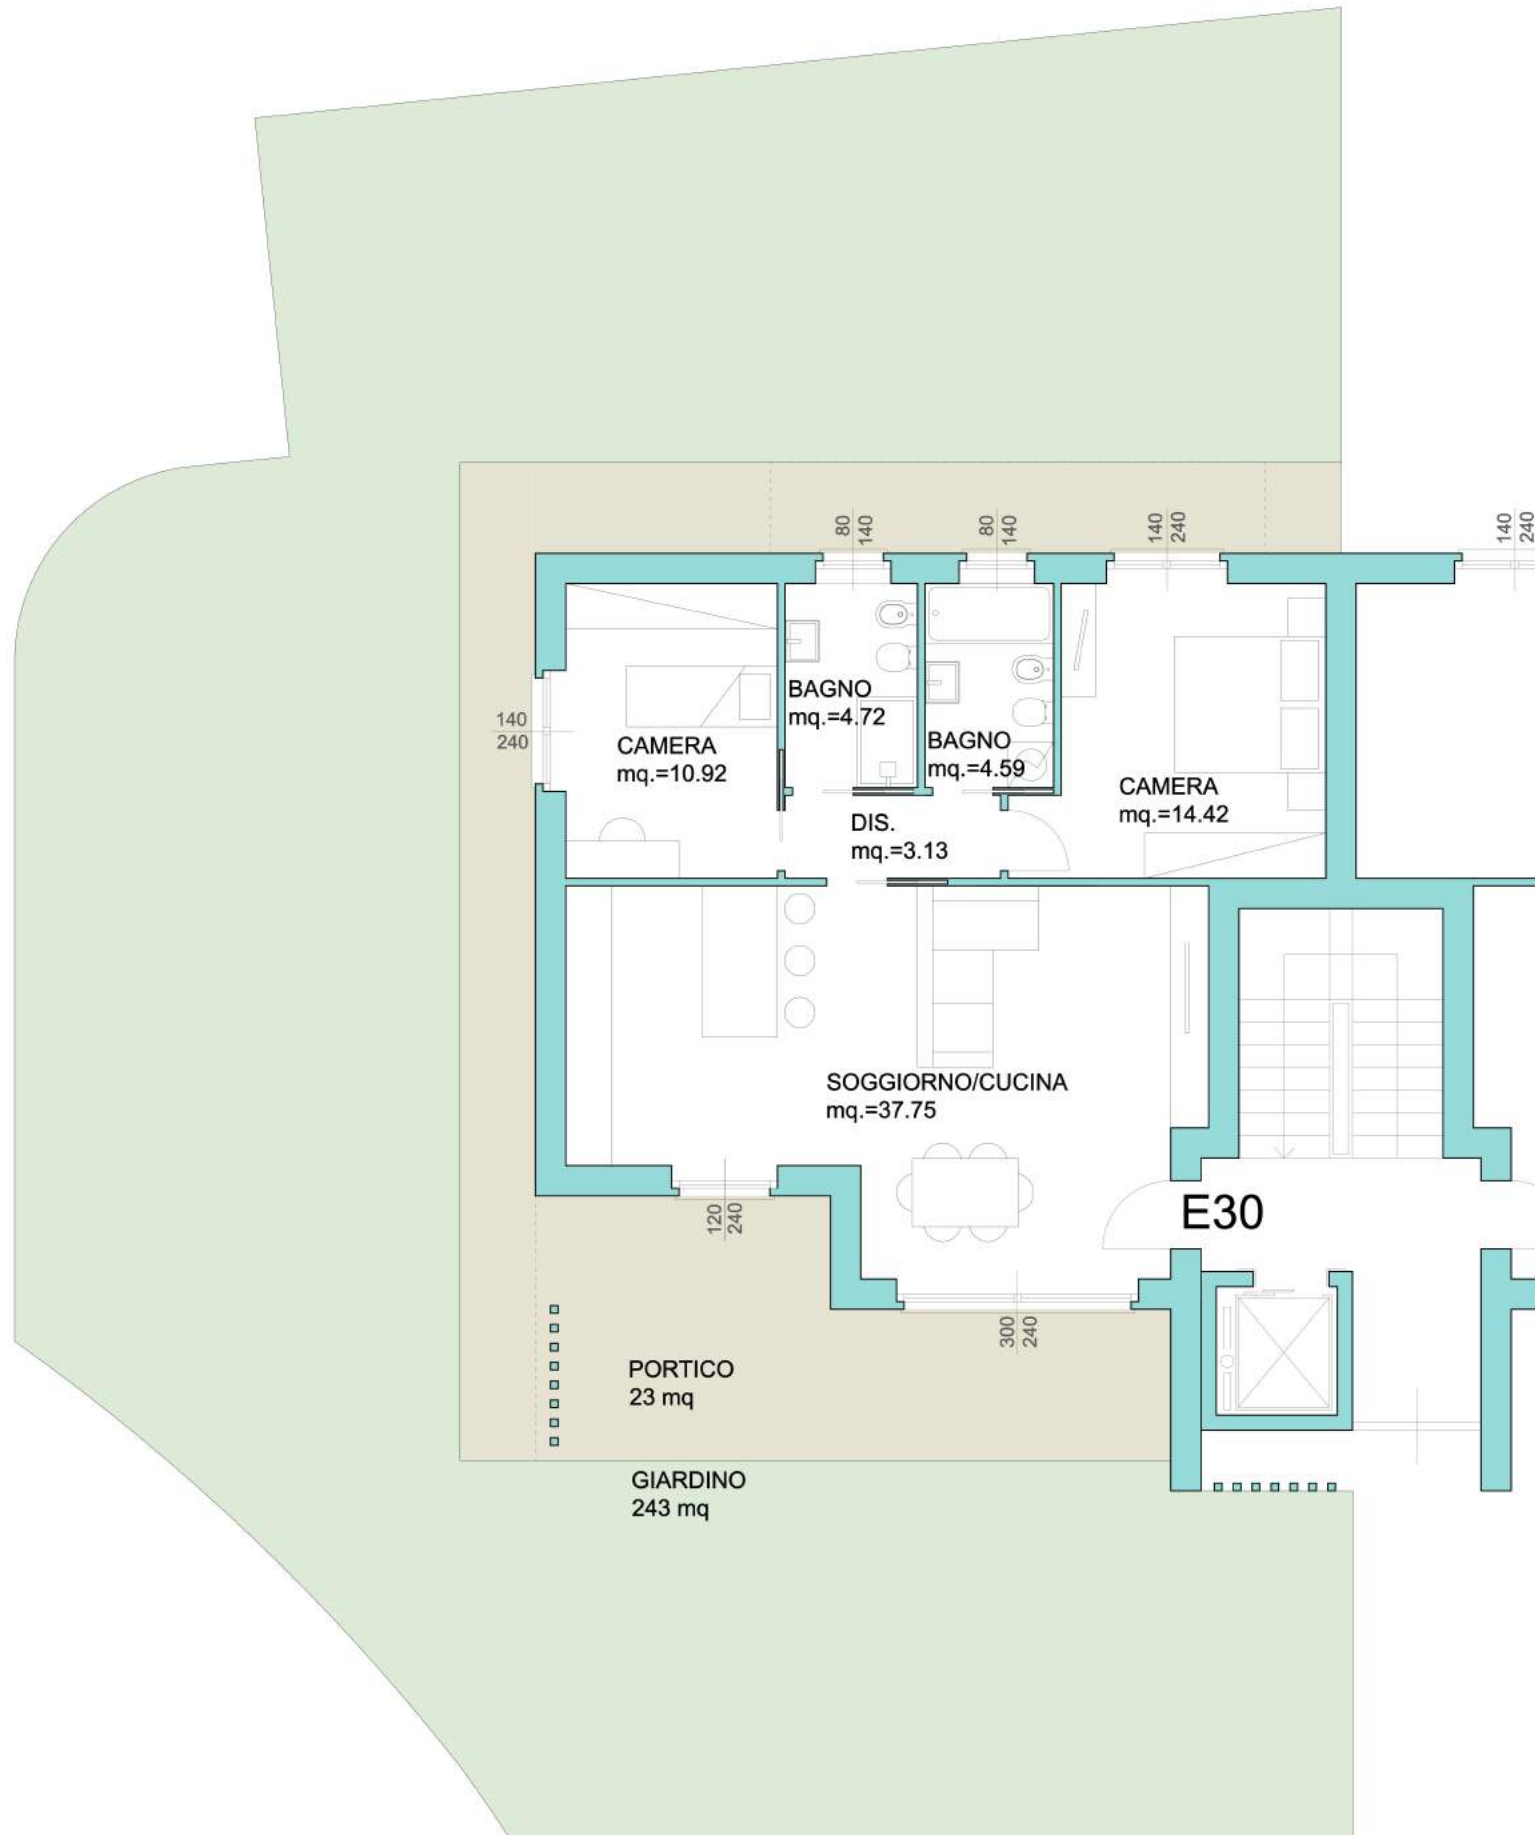 80
140
80
140
140
240
140
240
140
240
BAGNO
mq.=4.72
CAMERA
mq.=10.92
BAGNO
mq.=4.59
CAMERA
mq.=14.42
DIS.
mq.=3.13
SOGGIORNO/CUCINA
mq.=37.75
E30
120
240
300
240
PORTICO
23 mq
GIARDINO
243 mq